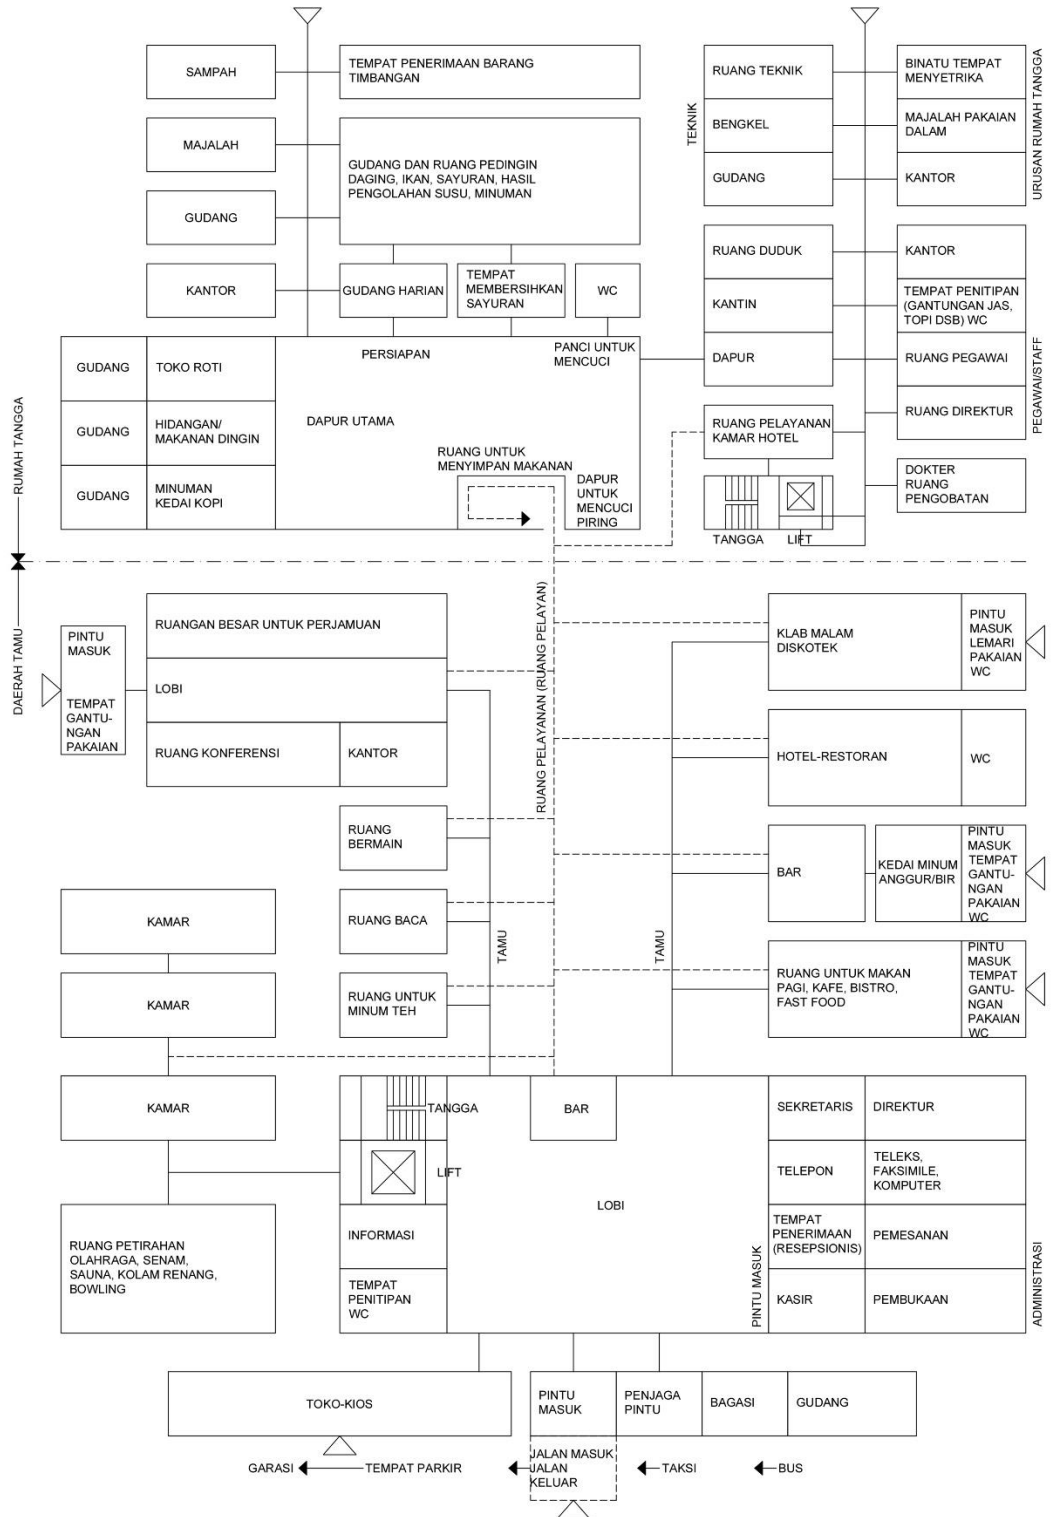 SAMPAH
TEMPAT PENERIMAAN BARANG
TIMBANGAN
MAJALAH
GUDANG DAN RUANG PEDINGIN
DAGING, IKAN, SAYURAN, HASIL
PENGOLAHAN SUSU, MINUMAN
GUDANG
KANTOR
GUDANG HARIAN
TEMPAT
MEMBERSIHKAN
SAYURAN
WC
TEKNIK
RUANG TEKNIK
BENGKEL
GUDANG
BINATU TEMPAT
MENYETRIKA
MAJALAH PAKAIAN
DALAM
KANTOR
URUSAN RUMAH TANGGA
RUANG DUDUK
KANTIN
DAPUR
KANTOR
TEMPAT PENITIPAN
(GANTUNGAN JAS,
TOPI DSB) WC
RUANG PEGAWAI
RUANG DIREKTUR
PEGAWAI/STAFF
DOKTER
RUANG
PENGOBATAN
RUANG PELAYANAN
KAMAR HOTEL
TANGGA
LIFT
GUDANG
TOKO ROTI
GUDANG
HIDANGAN/
MAKANAN DINGIN
GUDANG
MINUMAN
KEDAI KOPI
PERSIAPAN
PANCI UNTUK
MENCUCI
DAPUR UTAMA
RUANG UNTUK
MENYIMPAN MAKANAN
DAPUR
UNTUK
MENCUCI
PIRING
RUMAH TANGGA
DAERAH TAMU
PINTU
MASUK
TEMPAT
GANTU-
NGAN
PAKAIAN
RUANGAN BESAR UNTUK PERJAMUAN
LOBI
RUANG KONFERENSI
KANTOR
RUANG
BERMAIN
RUANG BACA
RUANG UNTUK
MINUM TEH
TAMU
RUANG PELAYANAN (RUANG PELAYAN)
TAMU
KLAB MALAM
DISKOTEK
PINTU
MASUK
LEMARI
PAKAIAN
WC
HOTEL-RESTORAN
WC
BAR
KEDAI MINUM
ANGGUR/BIR
PINTU
MASUK
TEMPAT
GANTU-
NGAN
PAKAIAN
WC
RUANG UNTUK MAKAN
PAGI, KAFE, BISTRO,
FAST FOOD
PINTU
MASUK
TEMPAT
GANTU-
NGAN
PAKAIAN
WC
KAMAR
KAMAR
KAMAR
RUANG PETIRAHAN
OLAHRAGA, SENAM,
SAUNA, KOLAM RENANG,
BOWLING
TANGGA
LIFT
INFORMASI
TEMPAT
PENITIPAN
WC
BAR
LOBI
PINTU MASUK
SEKRETARIS
DIREKTUR
TELEPON
TELEKS,
FAKSIMILE,
KOMPUTER
TEMPAT
PENERIMAAN
(RESEPSIONIS)
PEMESANAN
KASIR
PEMBUKAAN
ADMINISTRASI
TOKO-KIOS
PINTU
MASUK
PENJAGA
PINTU
BAGASI
GUDANG
GARASI
TEMPAT PARKIR
JALAN MASUK
JALAN
KELUAR
TAKSI
BUS